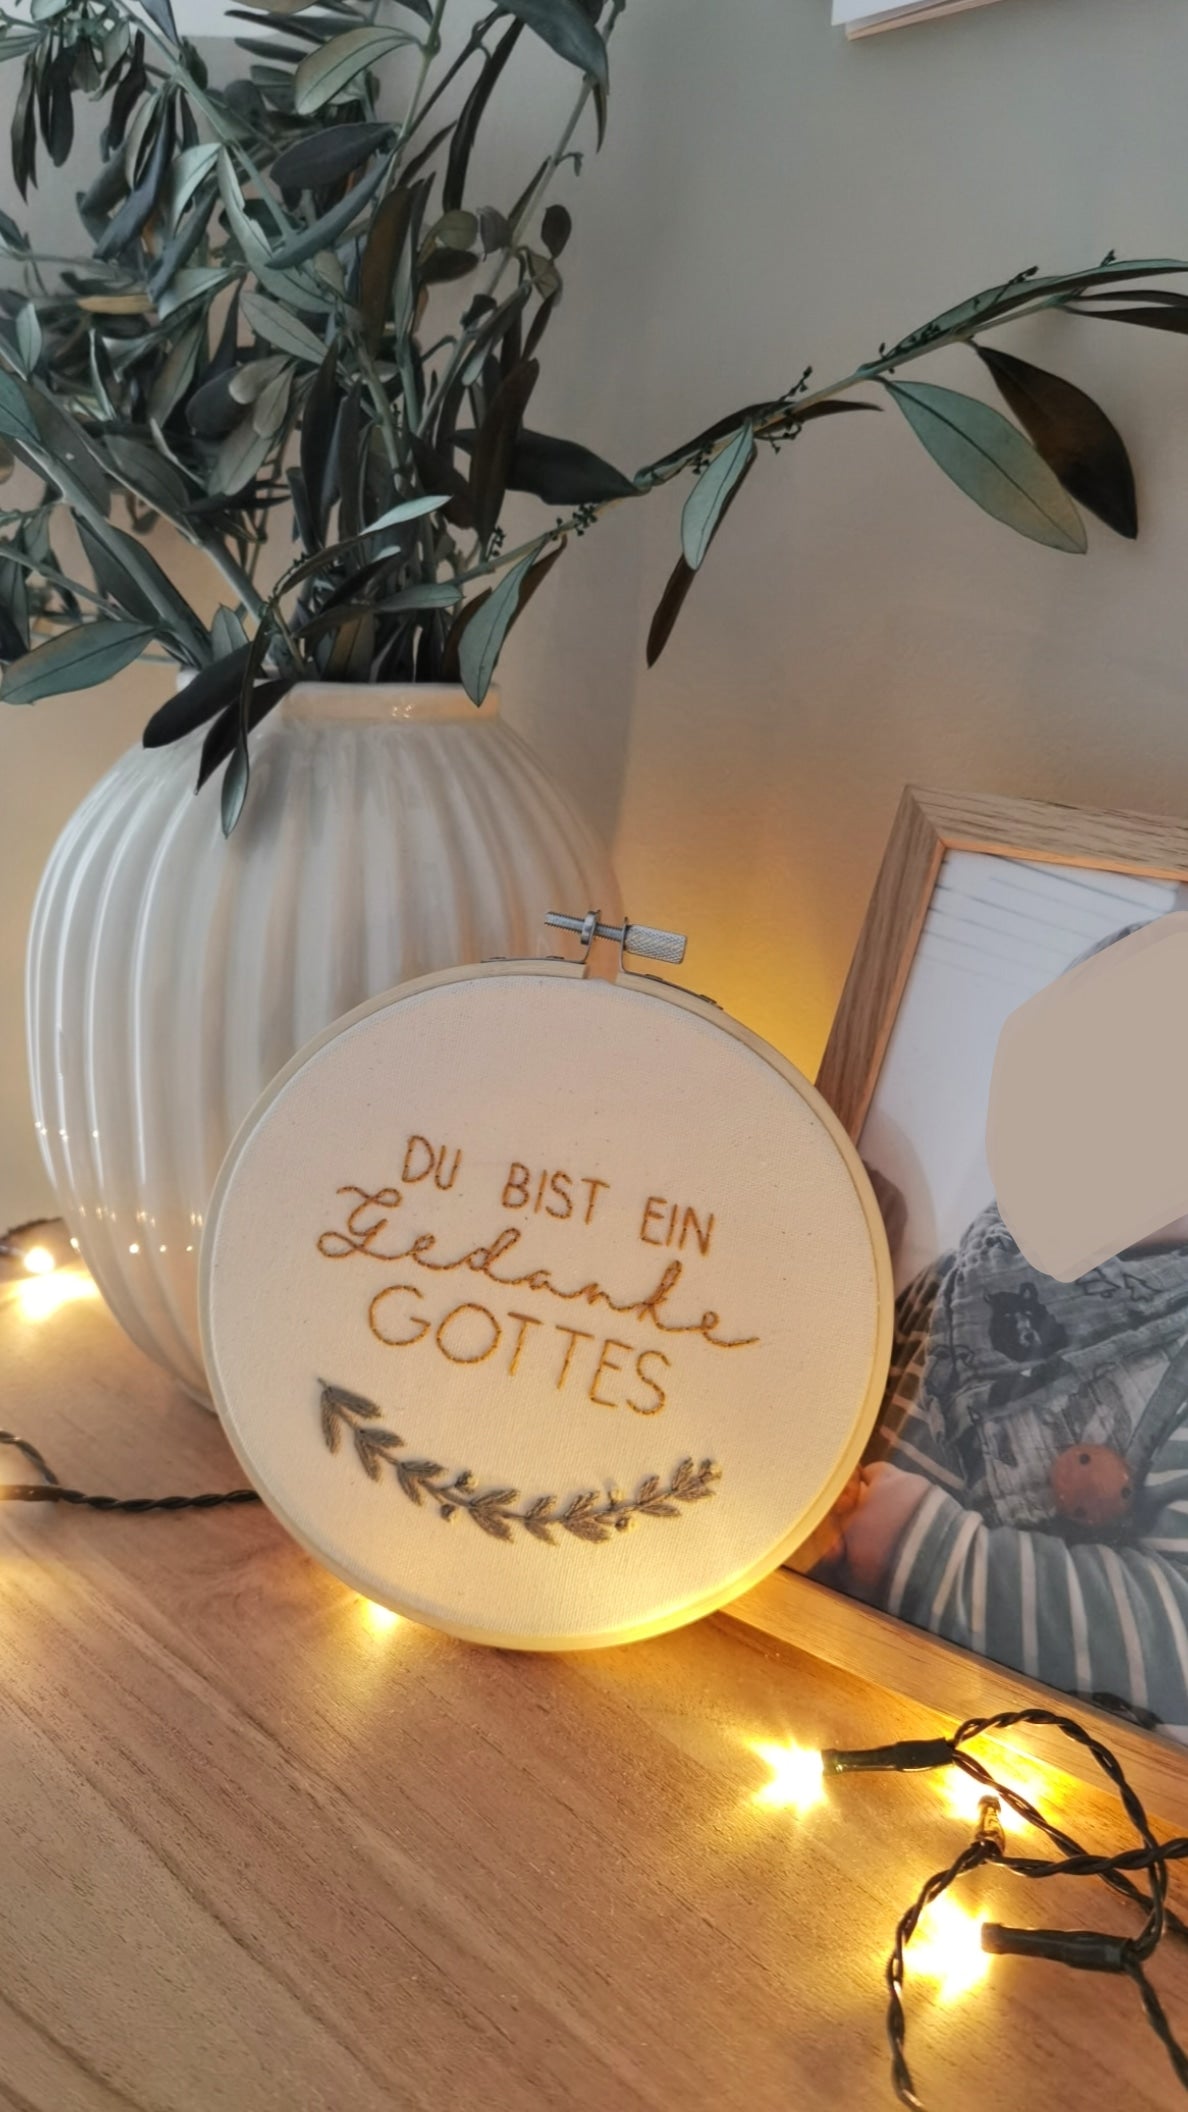 DU BIST EIN
Gedanke
GOTTES